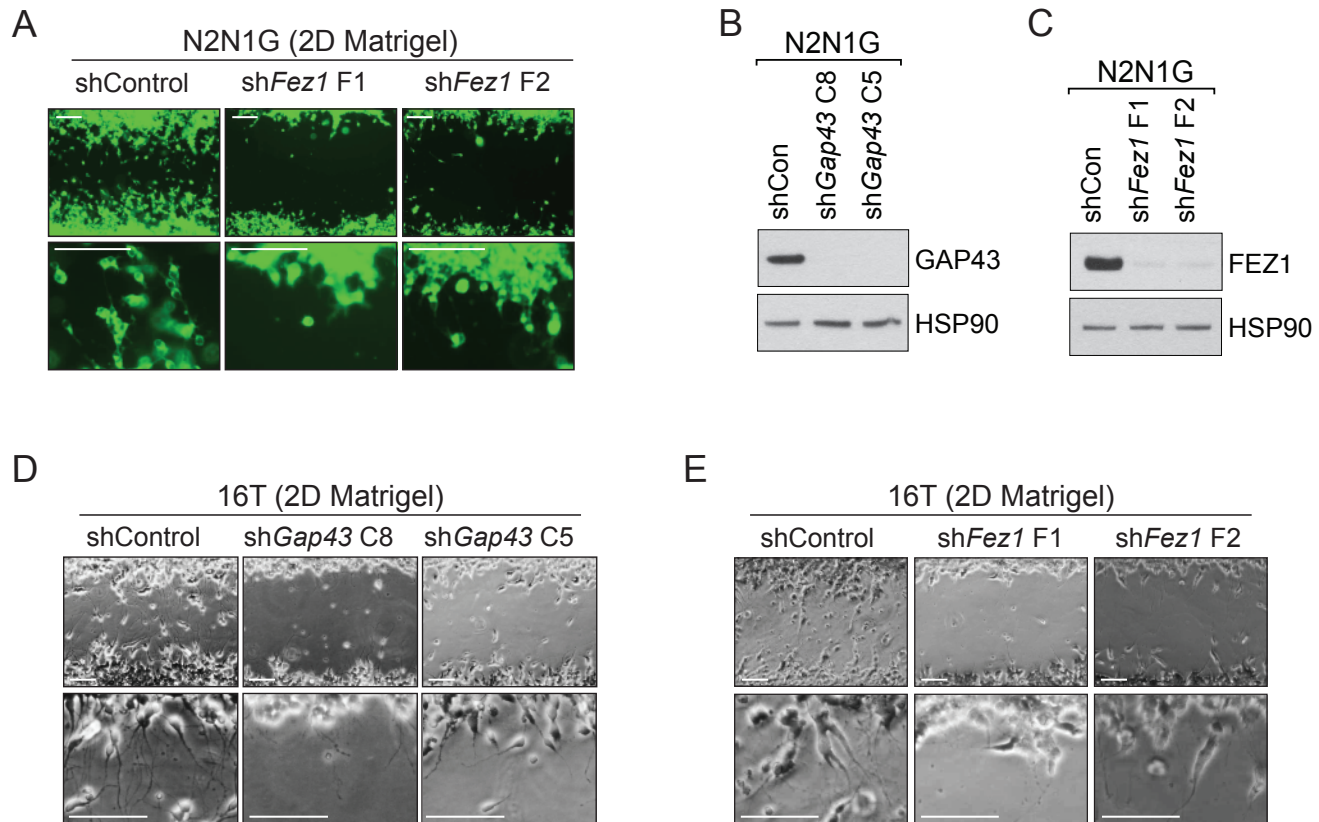 A
N2N1G (2D Matrigel)
shControl shFez1 F1 shFez1 F2
B
N2N1G
shCon
shGap43 C8
shGap43 C5
GAP43
HSP90
C
N2N1G
shCon
shFez1 F1
shFez1 F2
FEZ1
HSP90
D
16T (2D Matrigel)
shControl shGap43 C8 shGap43 C5
E
16T (2D Matrigel)
shControl shFez1 F1 shFez1 F2